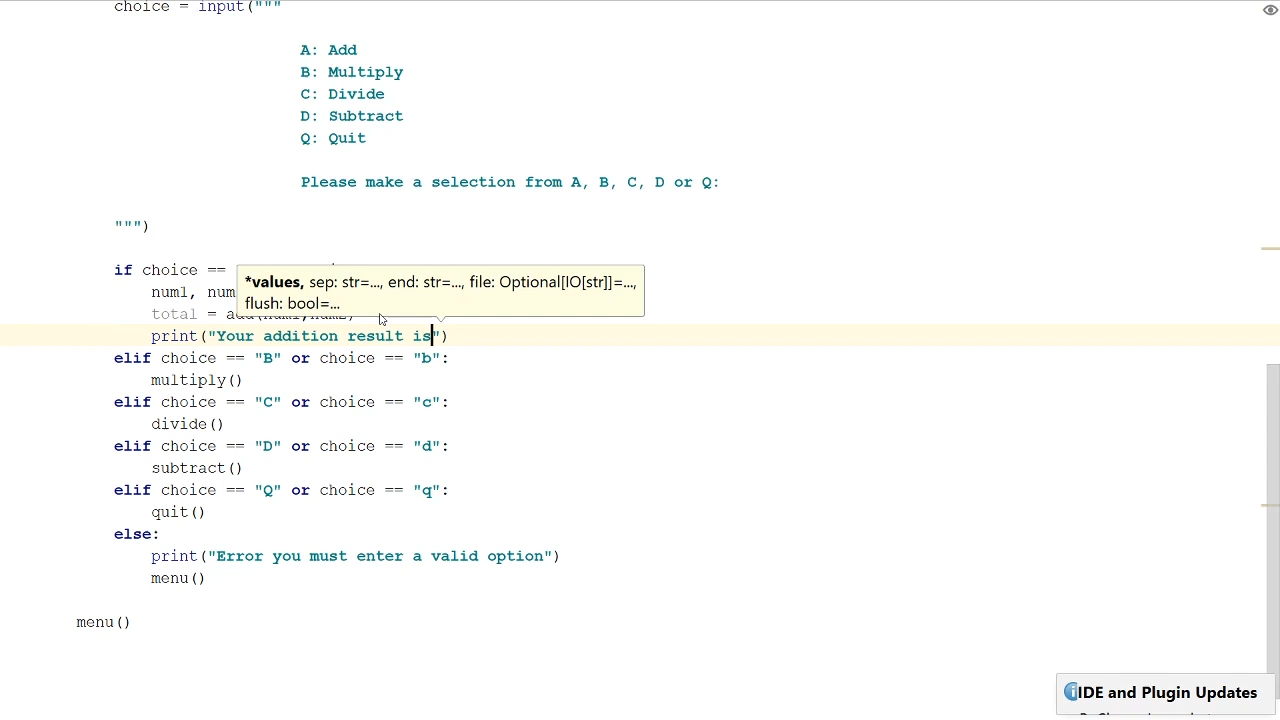 choice = input("""
A: Add
B: Multiply
C: Divide
D: Subtract
Q: Quit
Please make a selection from A, B, C, D or Q:
""")
if choice ==
*values, sep: str=..., end: str=..., file: Optional[IO[str]]=...,
num1, num
flush: bool=...
total = add(num1,num2)
print("Your addition result is")
elif choice == "B" or choice == "b":
multiply()
elif choice == "C" or choice == "c":
divide()
elif choice == "D" or choice == "d":
subtract()
elif choice == "Q" or choice == "q":
quit()
else:
print("Error you must enter a valid option")
menu()
menu()
IDE and Plugin Updates